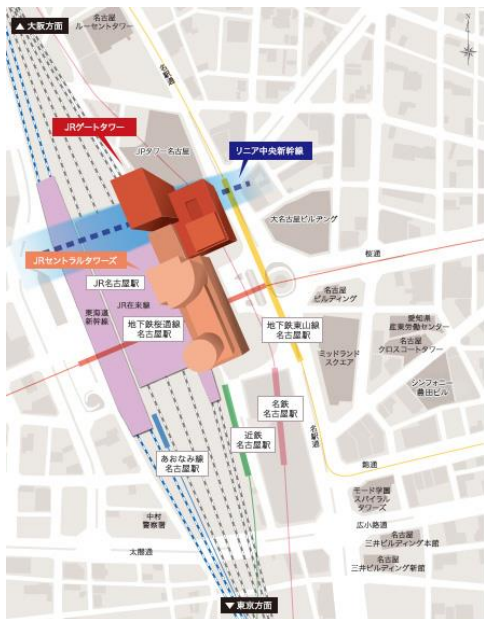 ▲大阪方面
名古屋
ルーセントタワー
名駅通
JRゲートタワー
JPタワー名古屋
リニア中央新幹線
大名古屋ビルヂング
JRセントラルタワーズ
桜通
JR名古屋駅
JR在来線
東海道
新幹線
地下鉄桜通線
名古屋駅
地下鉄東山線
名古屋駅
名古屋
ビルディング
愛知県
産業労働センター
名古屋
クロスコートタワー
ミッドランド
スクエア
シンフォニー
豊田ビル
名鉄
名古屋駅
近鉄
名古屋駅
あおなみ線
名古屋駅
名駅通
錦通
モード学園
スパイラル
タワーズ
中村
警察署
広小路通
名古屋
三井ビルディング本館
太閤通
名古屋
三井ビルディング新館
▼東京方面